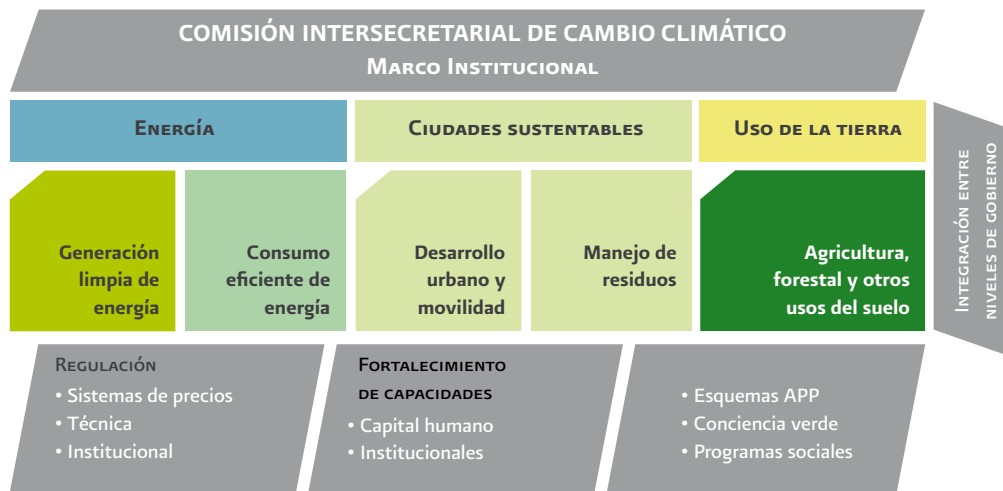 COMISIÓN INTERSECRETARIAL DE CAMBIO CLIMÁTICO
Marco Institucional
Energía
Ciudades sustentables
Uso de la tierra
Integración entre
niveles de gobierno
Generación
limpia de
energía
Consumo
eficiente de
energía
Desarrollo
urbano y
movilidad
Manejo de
residuos
Agricultura,
forestal y otros
usos del suelo
Regulación
• Sistemas de precios
• Técnica
• Institucional
Fortalecimiento
de capacidades
• Capital humano
• Institucionales
• Esquemas APP
• Conciencia verde
• Programas sociales